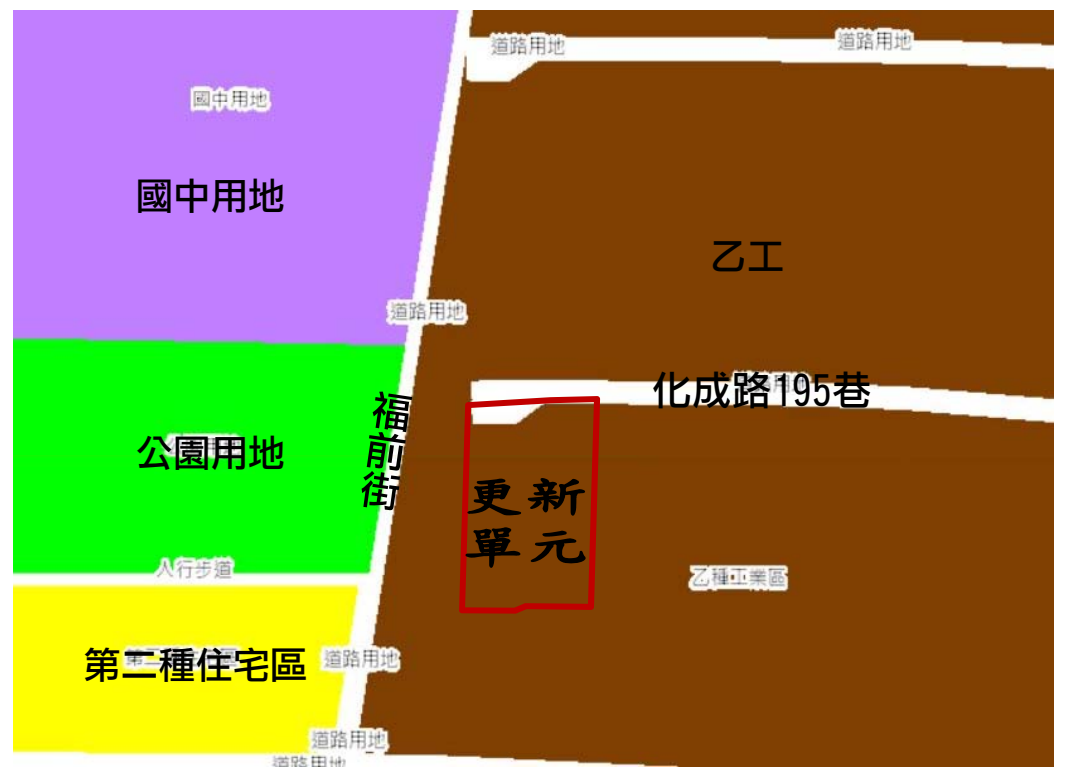 道路用地
道路用地
國中用地
國中用地
乙工
道路用地
化成路195巷
福前街
公園用地
更新
單元
人行步道
乙種工業區
第二種住宅區
道路用地
道路用地
道路用地